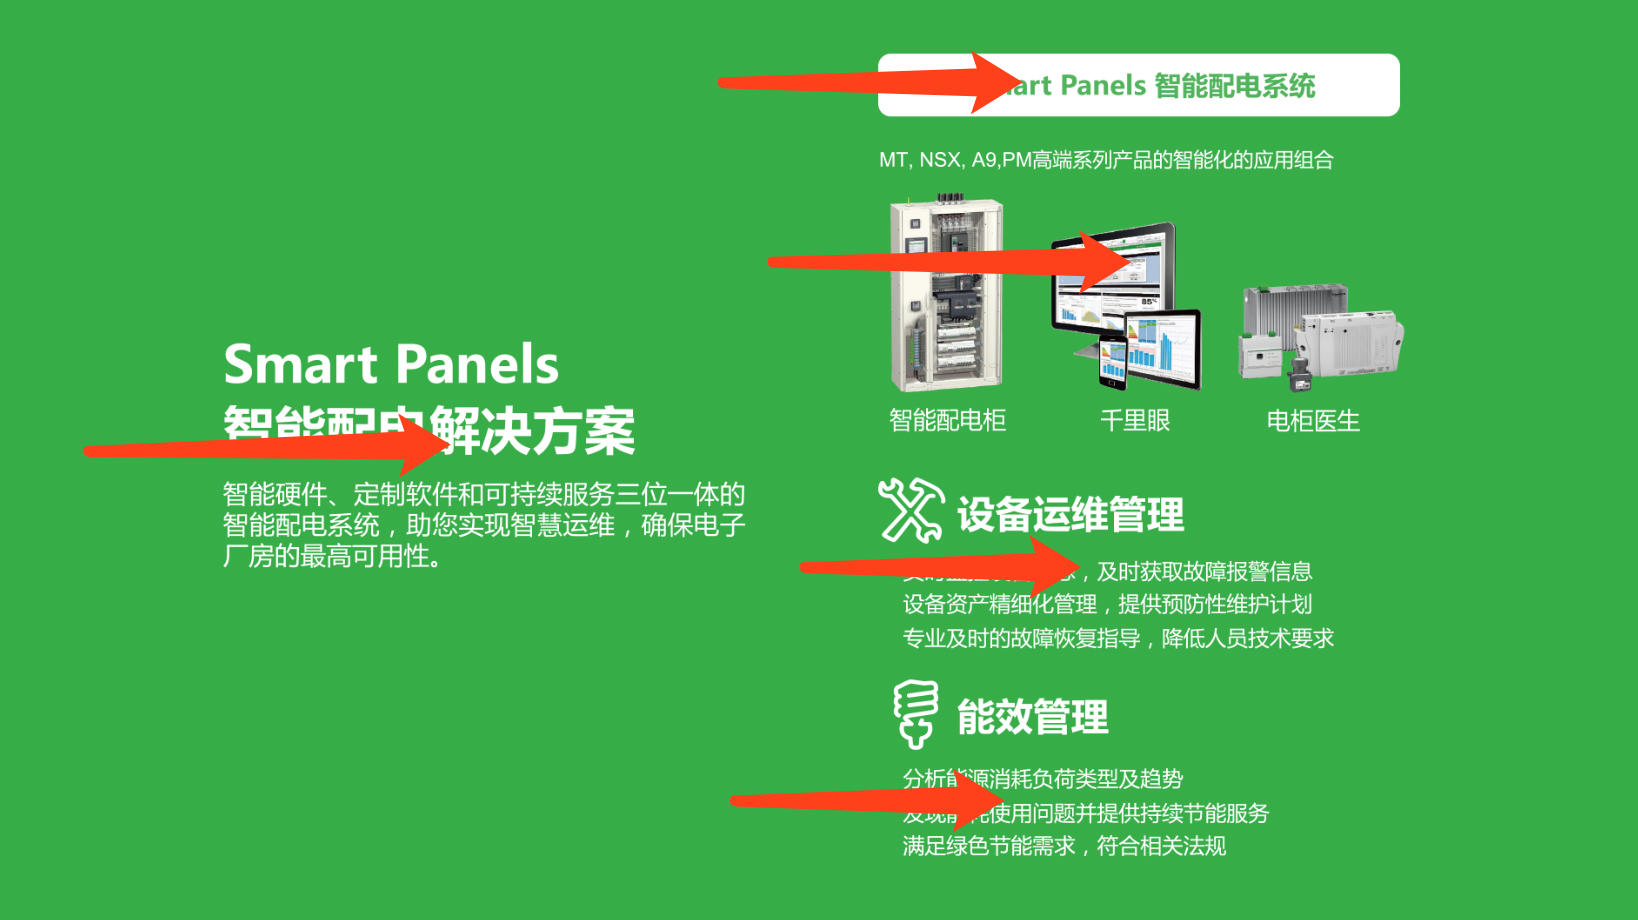 Smart Panels
智能配电解决方案
智能硬件、定制软件和可持续服务三位一体的
智能配电系统，助您实现智慧运维，确保电子
厂房的最高可用性。
art Panels 智能配电系统
MT, NSX, A9,PM高端系列产品的智能化的应用组合
85%
智能配电柜
千里眼
电柜医生
设备运维管理
，及时获取故障报警信息
设备资产精细化管理，提供预防性维护计划
专业及时的故障恢复指导，降低人员技术要求
能效管理
分析能源消耗负荷类型及趋势
使用问题并提供持续节能服务
满足绿色节能需求，符合相关法规